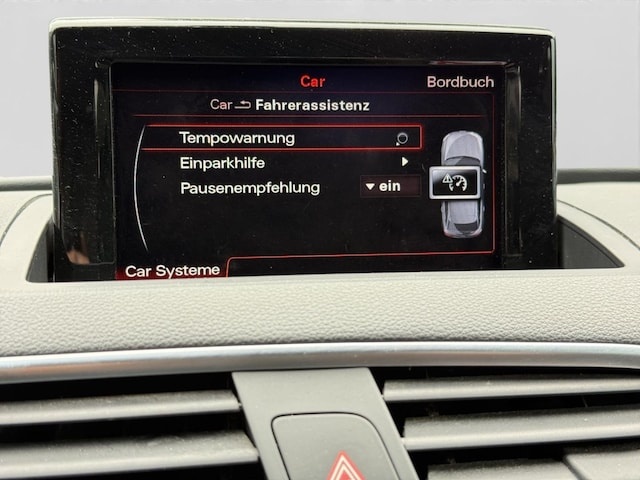 Car Bordbuch
Car Fahrerassistenz
Tempowarnung
Einparkhilfe
Pausenempfehlung ein
Car Systeme